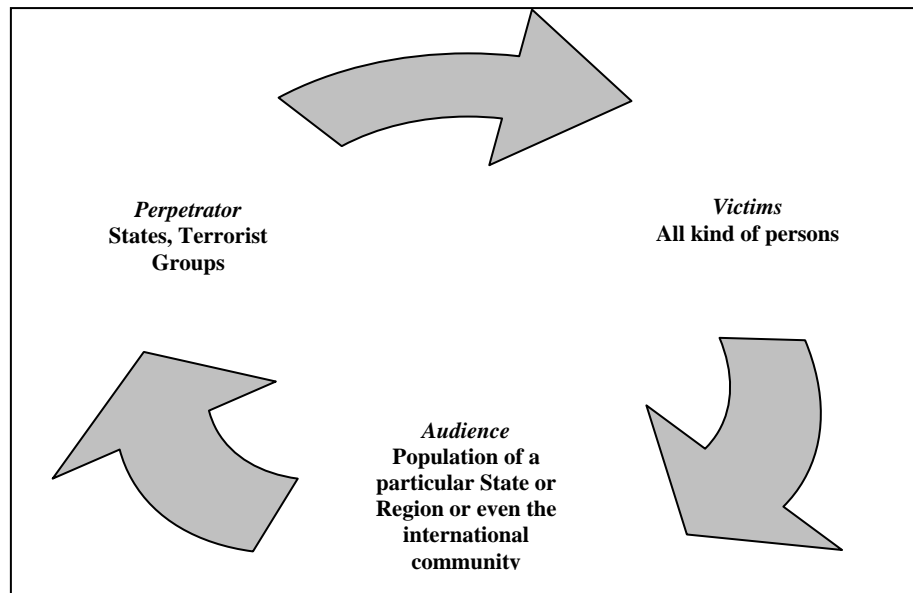 Perpetrator
States, Terrorist
Groups
Victims
All kind of persons
Audience
Population of a
particular State or
Region or even the
international
community